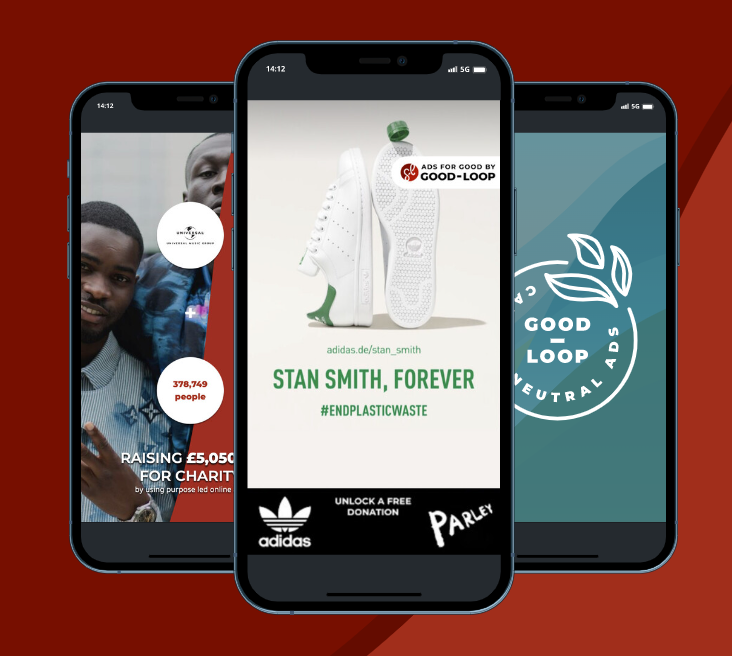 14:12
UNIVERSAL
UNIVERSAL MUSIC GROUP
+
378,749
people
RAISING £5,050
FOR CHARIT
by using purpose led online
14:12
5G
ADS FOR GOOD BY
GOOD-LOOP
adidas.de/stan_smith
STAN SMITH, FOREVER
#ENDPLASTICWASTE
adidas
UNLOCK A FREE
DONATION
PARLEY
5G
CA
GOOD
–
LOOP
NEUTRAL ADS